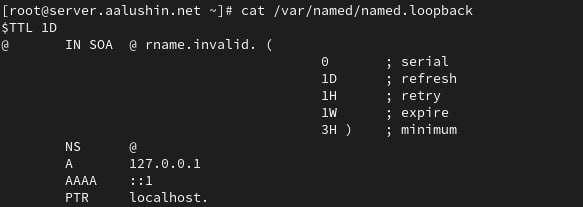 [root@server.aalushin.net ~]# cat /var/named/named.loopback
$TTL 1D
@ IN SOA @ rname.invalid. (
0 ; serial
1D ; refresh
1H ; retry
1W ; expire
3H ) ; minimum
NS @
A 127.0.0.1
AAAA ::1
PTR localhost.